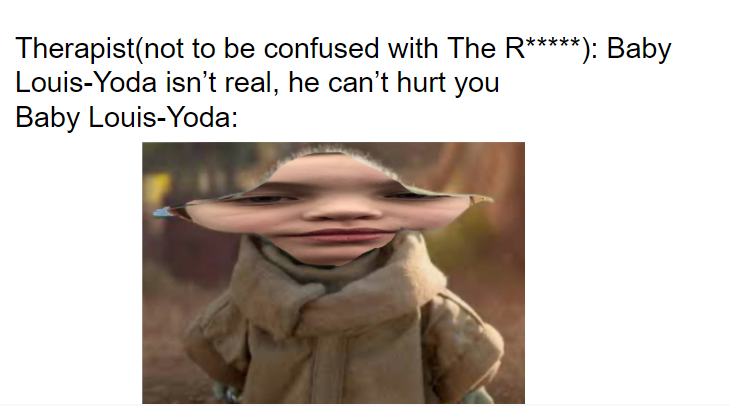 Therapist(not to be confused with The R*****): Baby
Louis-Yoda isn’t real, he can’t hurt you
Baby Louis-Yoda: